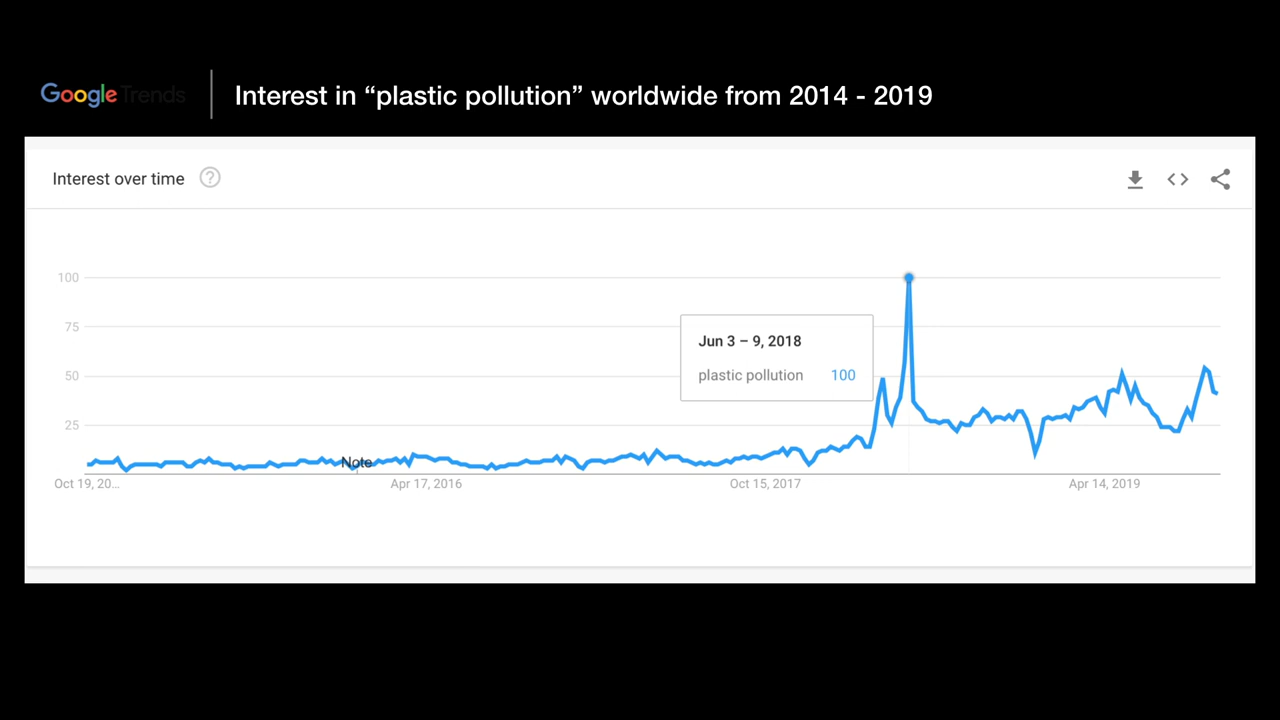 Google Trends
Interest in “plastic pollution” worldwide from 2014 - 2019
Interest over time ?
100
75
50
25
Jun 3 – 9, 2018
plastic pollution 100
Note
Oct 19, 20... Apr 17, 2016 Oct 15, 2017 Apr 14, 2019